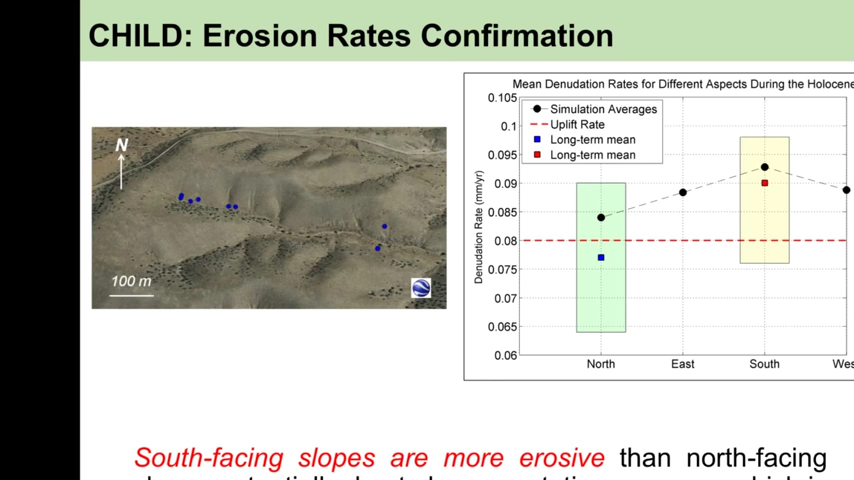 CHILD: Erosion Rates Confirmation
N
100 m
Mean Denudation Rates for Different Aspects During the Holocene
Simulation Averages
Uplift Rate
Long-term mean
Long-term mean
Denudation Rate (mm/yr)
0.105
0.1
0.095
0.09
0.085
0.08
0.075
0.07
0.065
0.06
North East South Wes
South-facing slopes are more erosive than north-facing